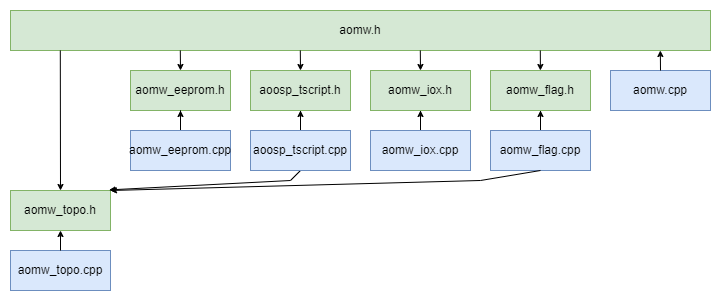 aomw.h
aomw_eeprom.h
aoosp_tscript.h
aomw_iox.h
aomw_flag.h
aomw.cpp
aomw_eeprom.cpp
aoosp_tscript.cpp
aomw_iox.cpp
aomw_flag.cpp
aomw_topo.h
aomw_topo.cpp